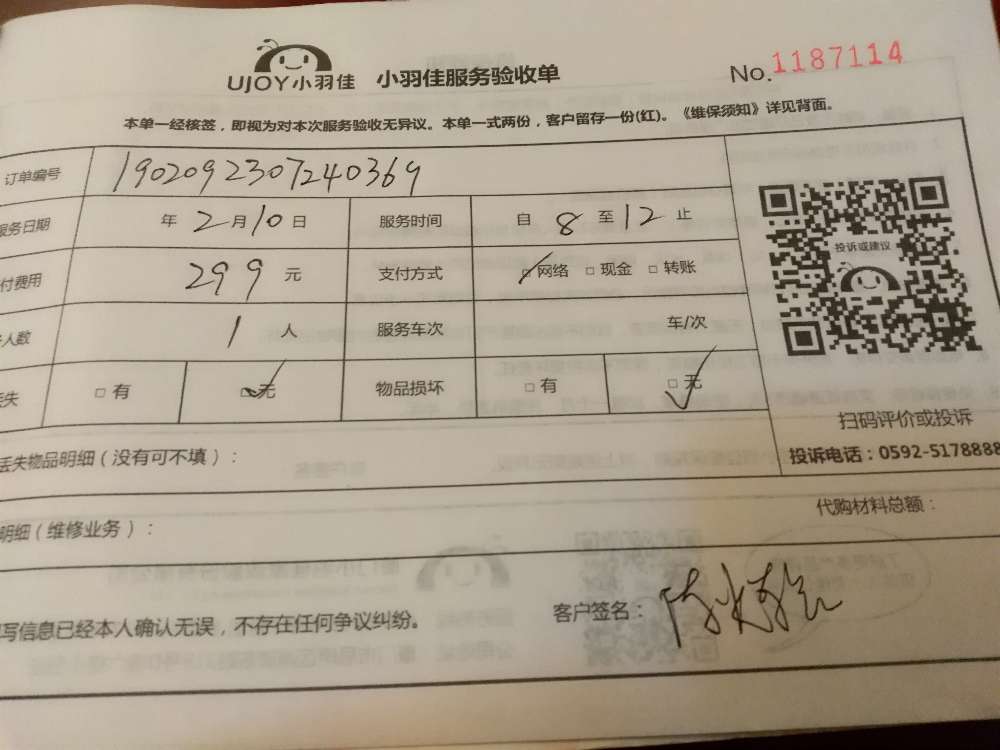 UJOY小羽佳 小羽佳服务验收单 No.1187114
本单一经核签，即视为对本次服务验收无异议。本单一式两份，客户留存一份(红)。《维保须知》详见背面。
订单编号 1902092307240369
服务日期 年 2月10日 服务时间 自 8 至 12 止
付费用 299 元 支付方式 □网络 □现金 □转账
人数 1 人 服务车次 车/次
丢失 □有 □无 物品损坏 □有 □无
投诉或建议
扫码评价或投诉
投诉电话：0592-5178888
丢失物品明细（没有可不填）：
明细（维修业务）： 代购材料总额：
写信息已经本人确认无误，不存在任何争议纠纷。 客户签名：